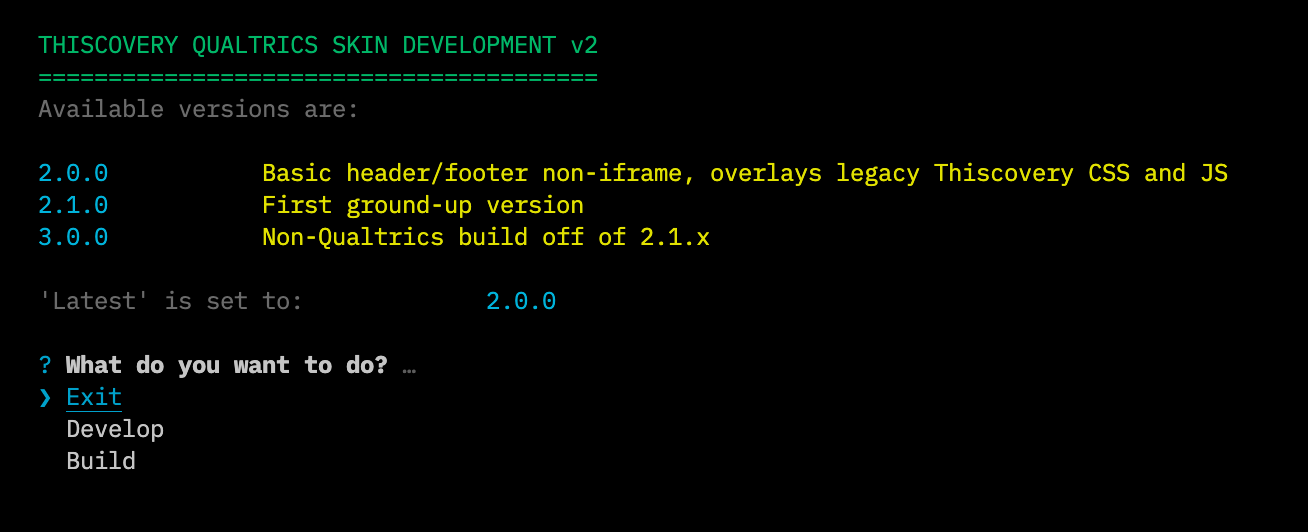 THISCOVERY QUALTRICS SKIN DEVELOPMENT v2
========================================
Available versions are:
2.0.0           Basic header/footer non-iframe, overlays legacy Thiscovery CSS and JS
2.1.0           First ground-up version
3.0.0           Non-Qualtrics build off of 2.1.x
'Latest' is set to:             2.0.0
? What do you want to do? …
❯ Exit
  Develop
  Build